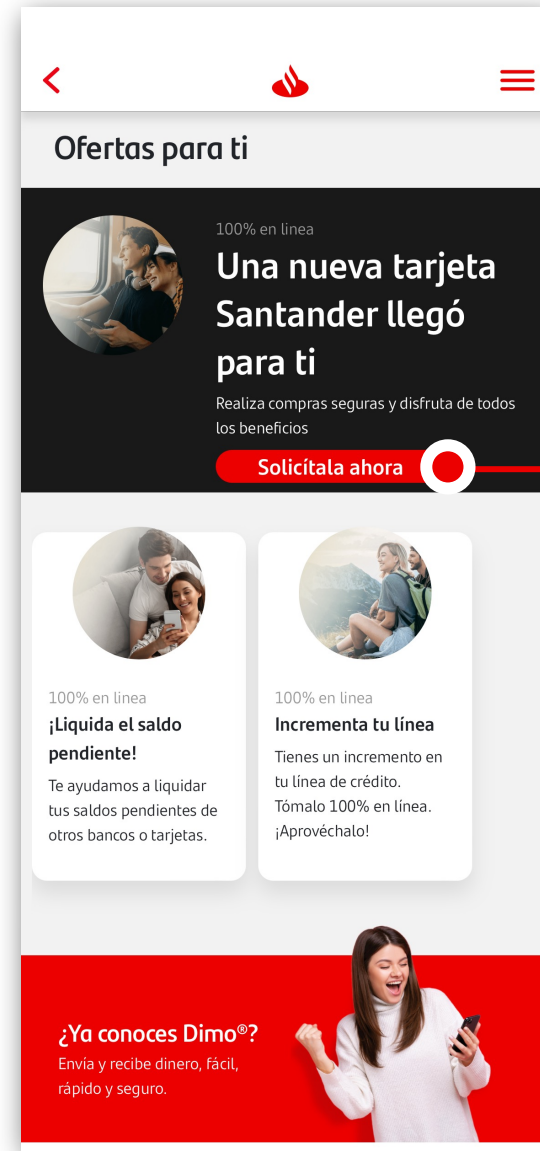 Ofertas para ti
100% en linea
Una nueva tarjeta
Santander llegó
para ti
Realiza compras seguras y disfruta de todos
los beneficios
Solicítala ahora
100% en linea
¡Liquida el saldo
pendiente!
Te ayudamos a liquidar
tus saldos pendientes de
otros bancos o tarjetas.
100% en linea
Incrementa tu línea
Tienes un incremento en
tu línea de crédito.
Tómalo 100% en línea.
¡Aprovéchalo!
¿Ya conoces Dimo®?
Envía y recibe dinero, fácil,
rápido y seguro.